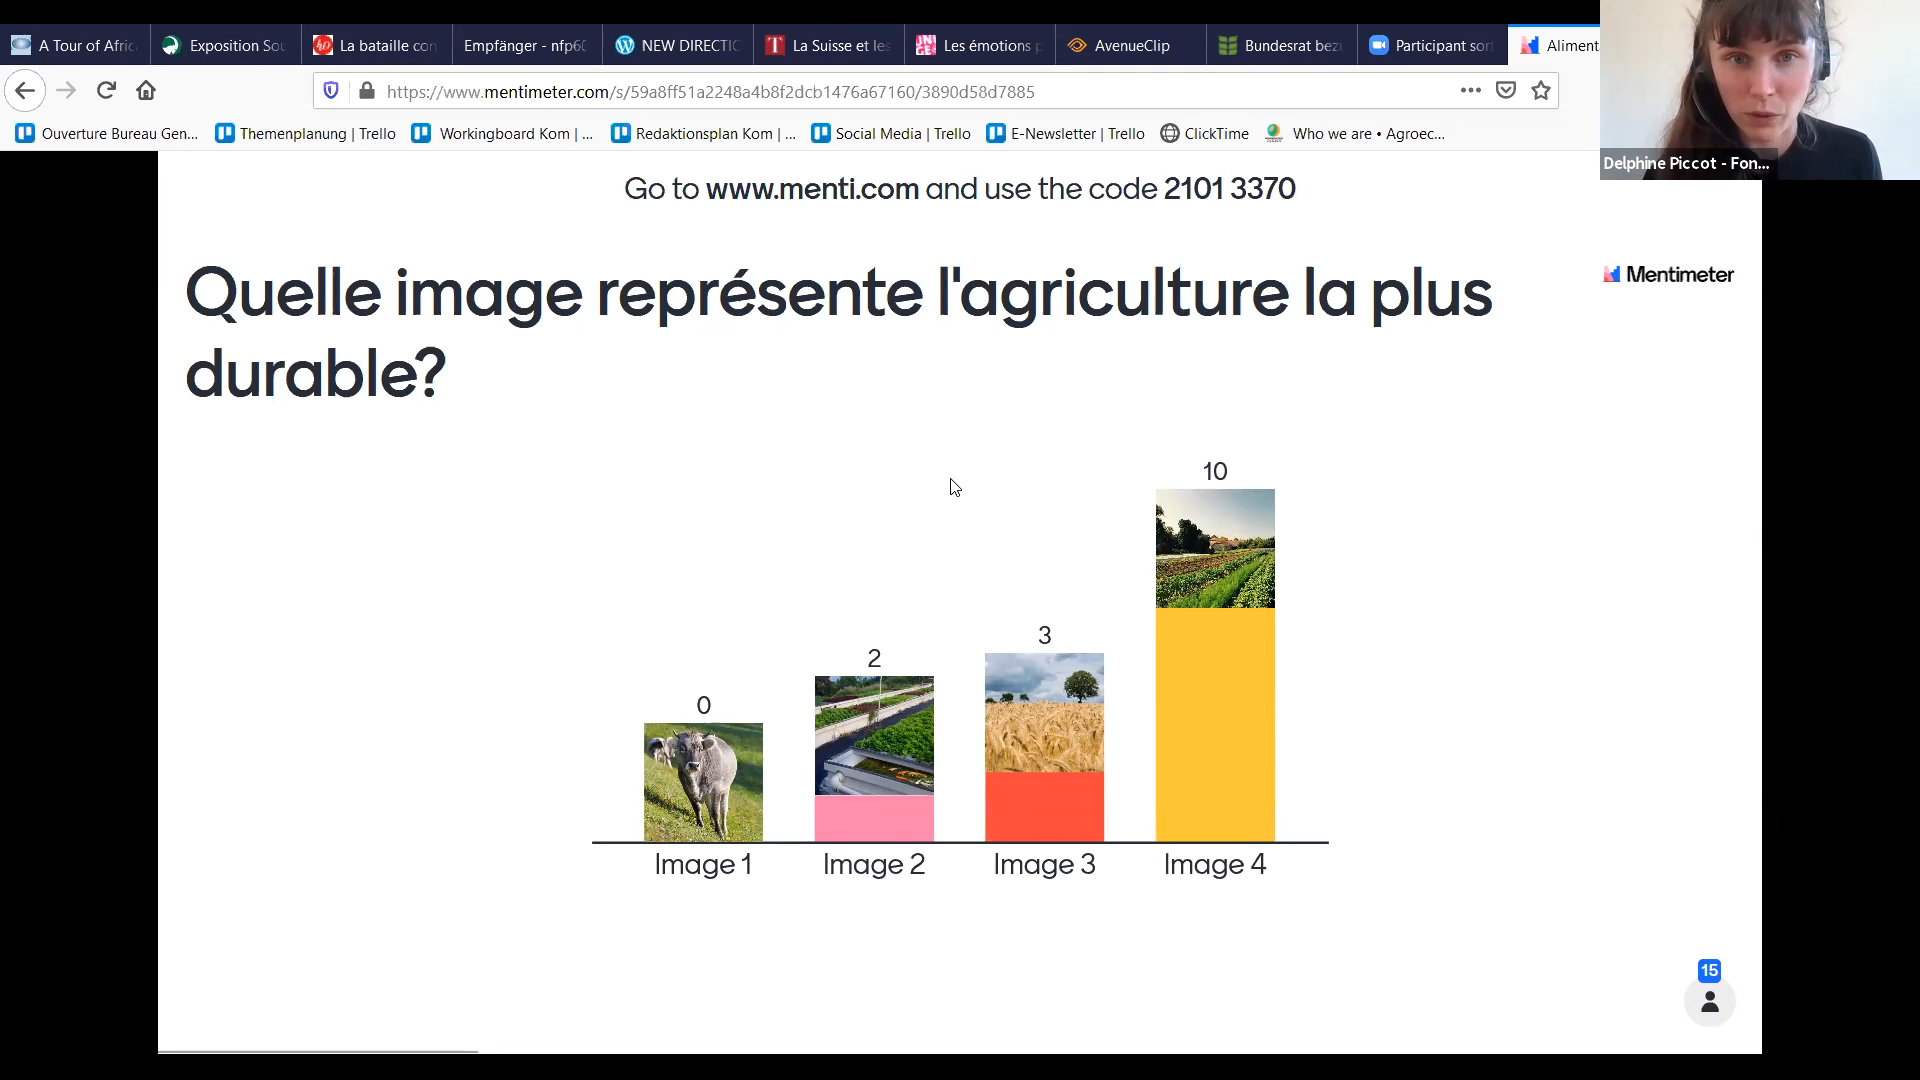 A Tour of Afric
Exposition Sou
La bataille con
Empfänger - nfp60
NEW DIRECTIC
La Suisse et les
Les émotions p
AvenueClip
Bundesrat bezi
Participant sort
Aliment
https://www.mentimeter.com/s/59a8ff51a2248a4b8f2dcb1476a67160/3890d58d7885
Ouverture Bureau Gen...
Themenplanung | Trello
Workingboard Kom | ...
Redaktionsplan Kom | ...
Social Media | Trello
E-Newsletter | Trello
ClickTime
Who we are • Agroec...
Delphine Piccot - Fon...
Go to www.menti.com and use the code 2101 3370
Mentimeter
Quelle image représente l'agriculture la plus
durable?
10
3
2
0
Image 1
Image 2
Image 3
Image 4
15